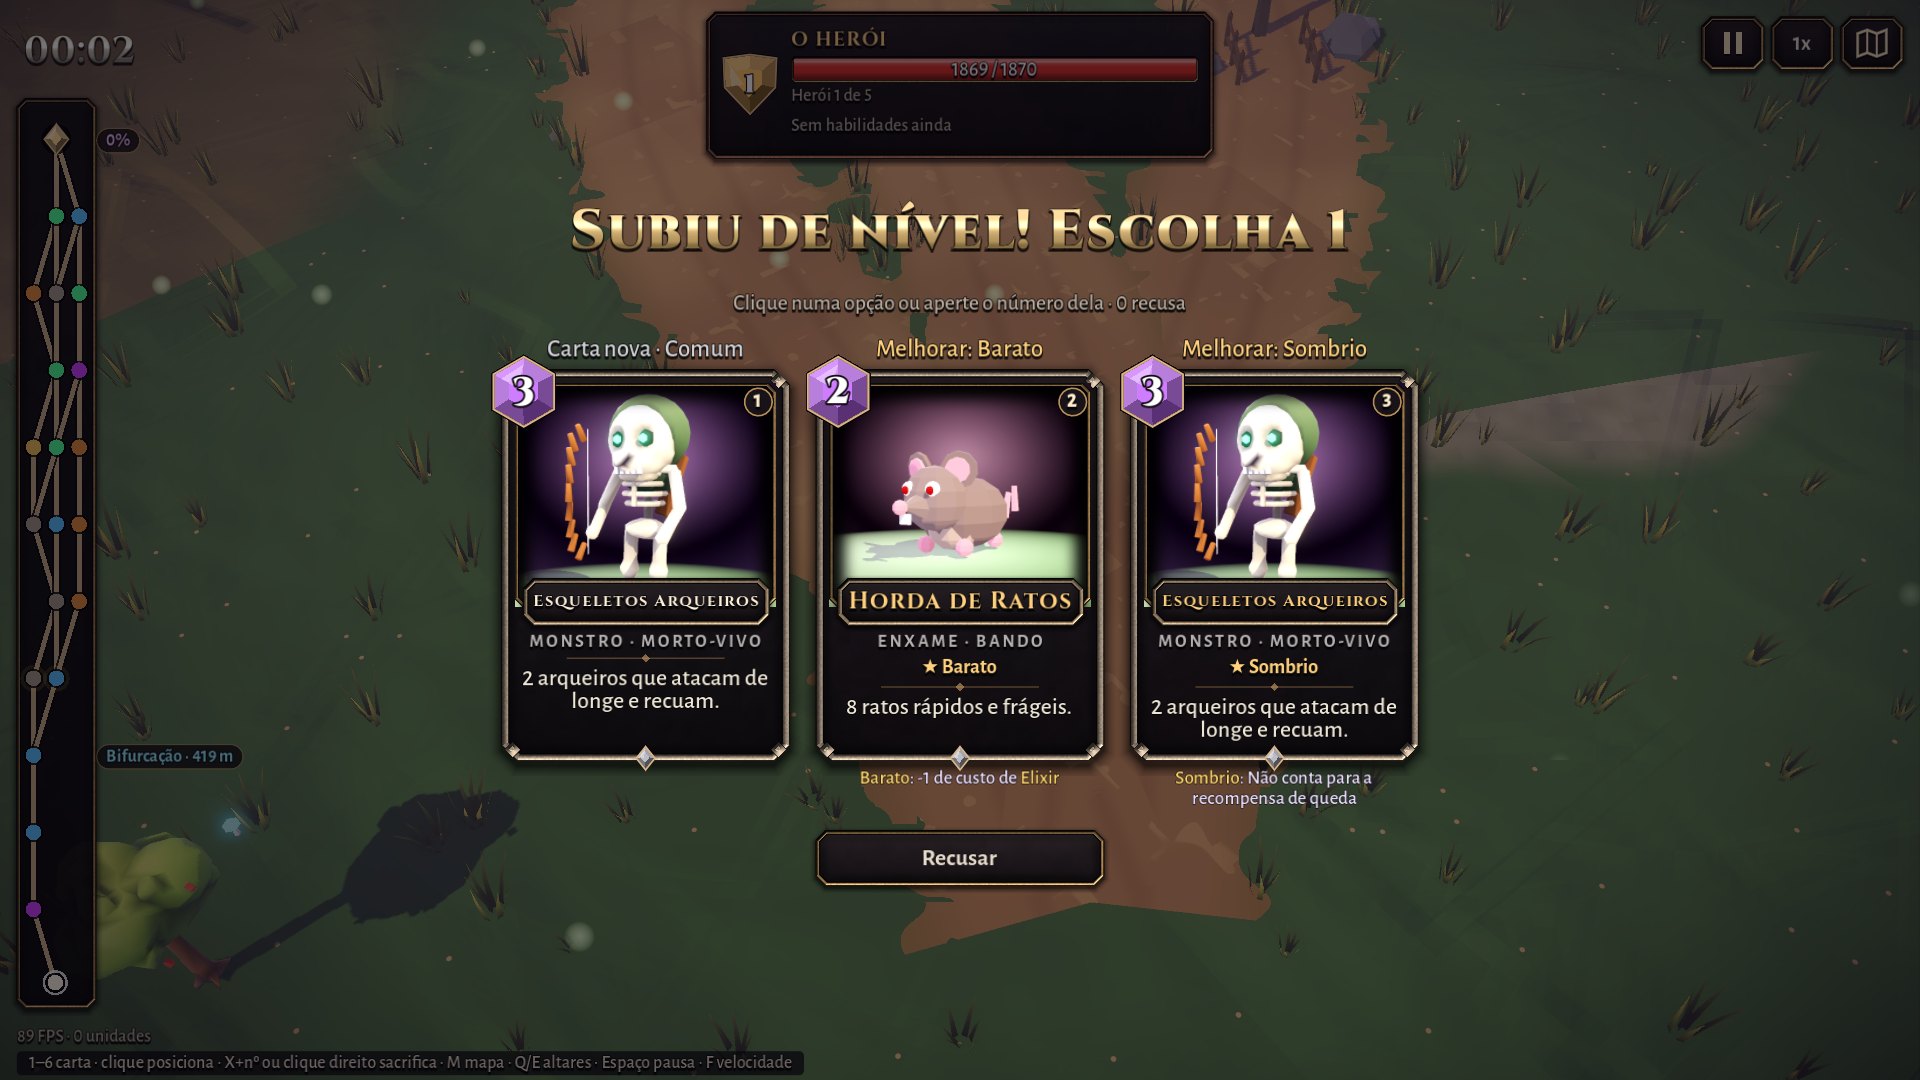 00:02
O HERÓI
1
1869 / 1870
Herói 1 de 5
Sem habilidades ainda
1x
0%
SUBIU DE NÍVEL! ESCOLHA 1
Clique numa opção ou aperte o número dela · 0 recusa
Carta nova · Comum
3
1
ESQUELETOS ARQUEIROS
MONSTRO · MORTO-VIVO
2 arqueiros que atacam de
longe e recuam.
Melhorar: Barato
2
2
HORDA DE RATOS
ENXAME · BANDO
★ Barato
8 ratos rápidos e frágeis.
Barato: -1 de custo de Elixir
Melhorar: Sombrio
3
3
ESQUELETOS ARQUEIROS
MONSTRO · MORTO-VIVO
★ Sombrio
2 arqueiros que atacam de
longe e recuam.
Sombrio: Não conta para a
recompensa de queda
Bifurcação · 419 m
Recusar
89 FPS · 0 unidades
1–6 carta · clique posiciona · X+nº ou clique direito sacrifica · M mapa · Q/E altares · Espaço pausa · F velocidade